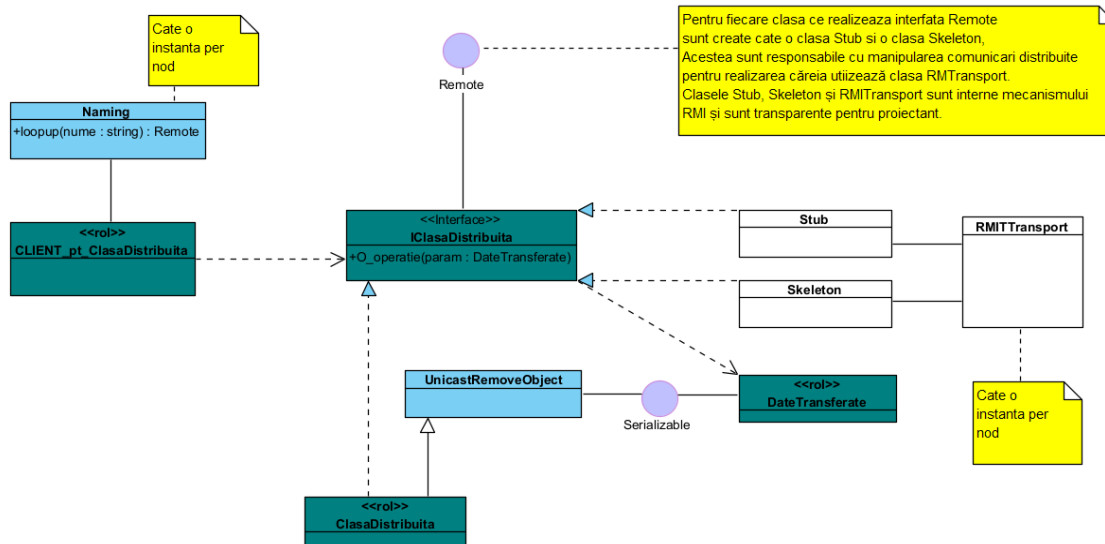 Cate o
instanta per
nod
Pentru fiecare clasa ce realizeaza interfata Remote
sunt create cate o clasa Stub si o clasa Skeleton,
Acestea sunt responsabile cu manipularea comunicari distribuite
pentru realizarea căreia utiizează clasa RMTransport.
Clasele Stub, Skeleton și RMITransport sunt interne mecanismului
RMI și sunt transparente pentru proiectant.
Remote
Naming
+loopup(nume : string) : Remote
<<rol>>
CLIENT_pt_ClasaDistribuita
<<Interface>>
IClasaDistribuita
+O_operatie(param : DateTransferate)
Stub
RMITTransport
Skeleton
UnicastRemoveObject
Serializable
<<rol>>
DateTransferate
Cate o
instanta per
nod
<<rol>>
ClasaDistribuita